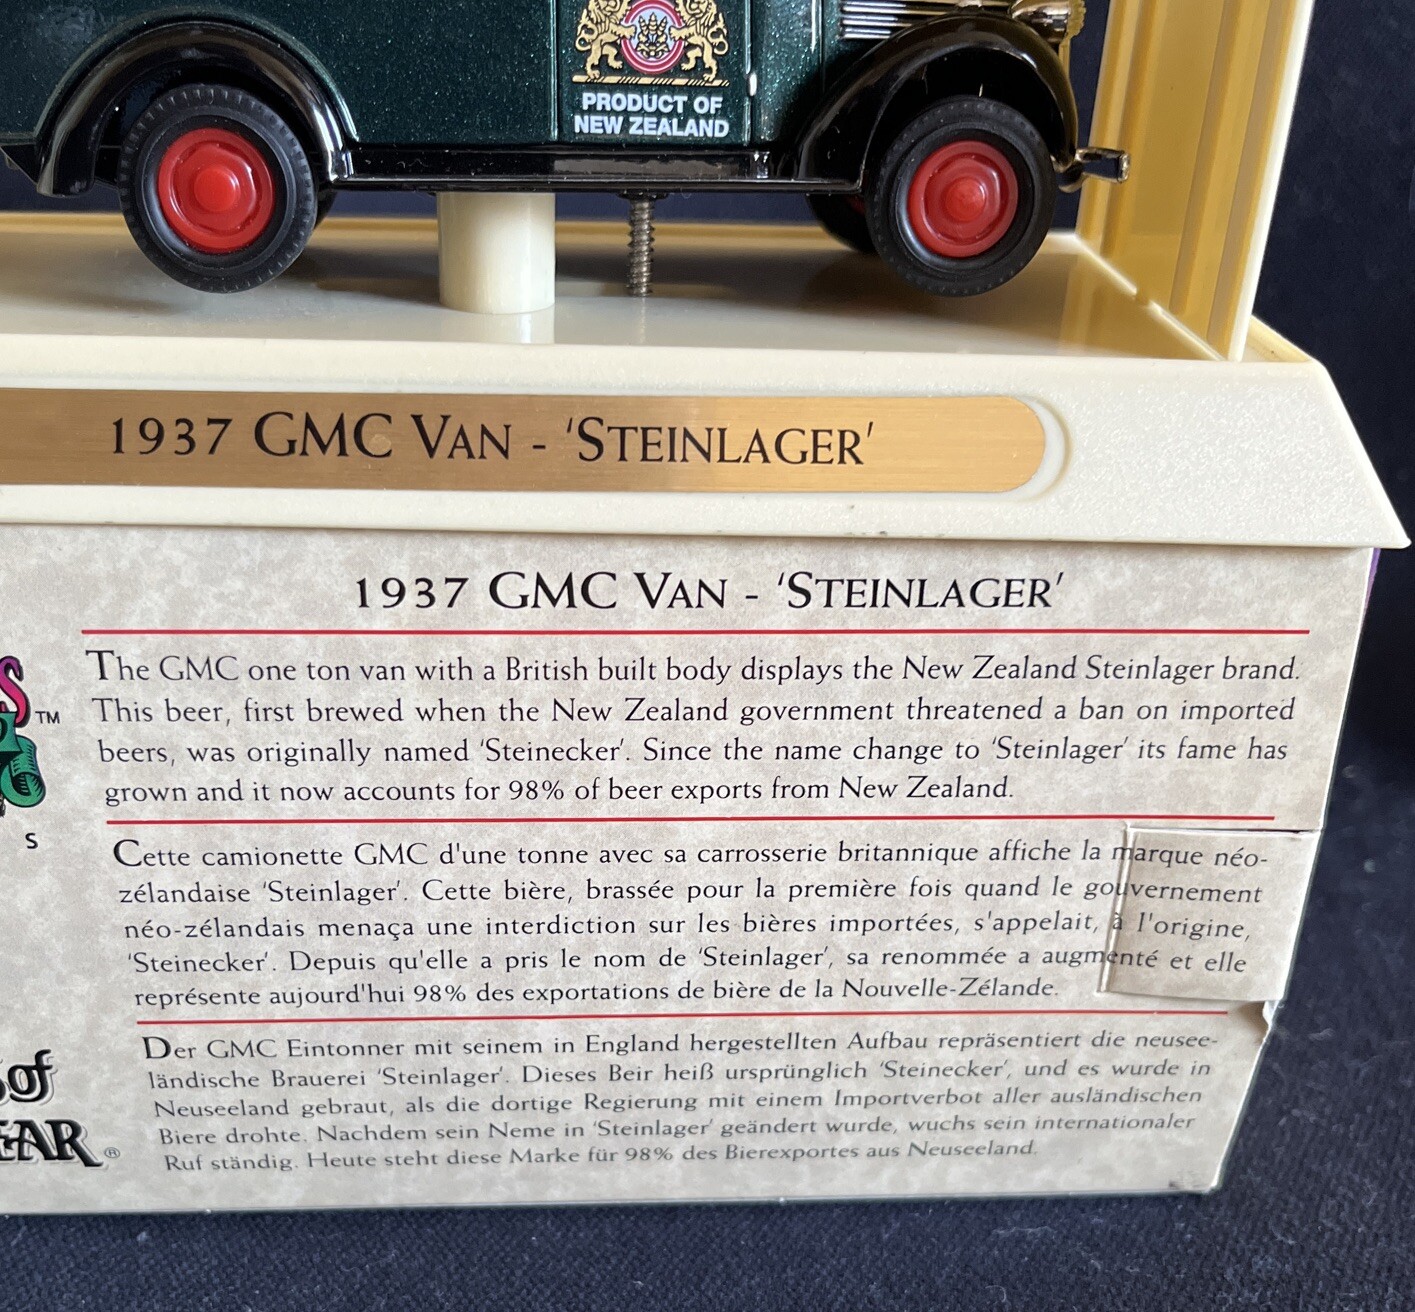 PRODUCT OF
NEW ZEALAND
1937 GMC VAN - 'STEINLAGER'
1937 GMC VAN - 'STEINLAGER'
The GMC one ton van with a British built body displays the New Zealand Steinlager brand.
This beer, first brewed when the New Zealand government threatened a ban on imported
beers, was originally named 'Steinecker'. Since the name change to 'Steinlager' its fame has
grown and it now accounts for 98% of beer exports from New Zealand.
Cette camionette GMC d'une tonne avec sa carrosserie britannique affiche la marque néo-
zélandaise 'Steinlager'. Cette bière, brassée pour la première fois quand le gouvernement
néo-zélandais menaça une interdiction sur les bières importées, s'appelait, à l'origine,
'Steinecker'. Depuis qu'elle a pris le nom de 'Steinlager', sa renommée a augmenté et elle
représente aujourd'hui 98% des exportations de bière de la Nouvelle-Zélande.
Der GMC Eintonner mit seinem in England hergestellten Aufbau repräsentiert die neusee-
ländische Brauerei 'Steinlager'. Dieses Beir heiß ursprünglich 'Steinecker', und es wurde in
Neuseeland gebraut, als die dortige Regierung mit einem Importverbot aller ausländischen
Biere drohte. Nachdem sein Neme in 'Steinlager' geändert wurde, wuchs sein internationaler
Ruf ständig. Heute steht diese Marke für 98% des Bierexportes aus Neuseeland.
S TM
S
of
EAR ®